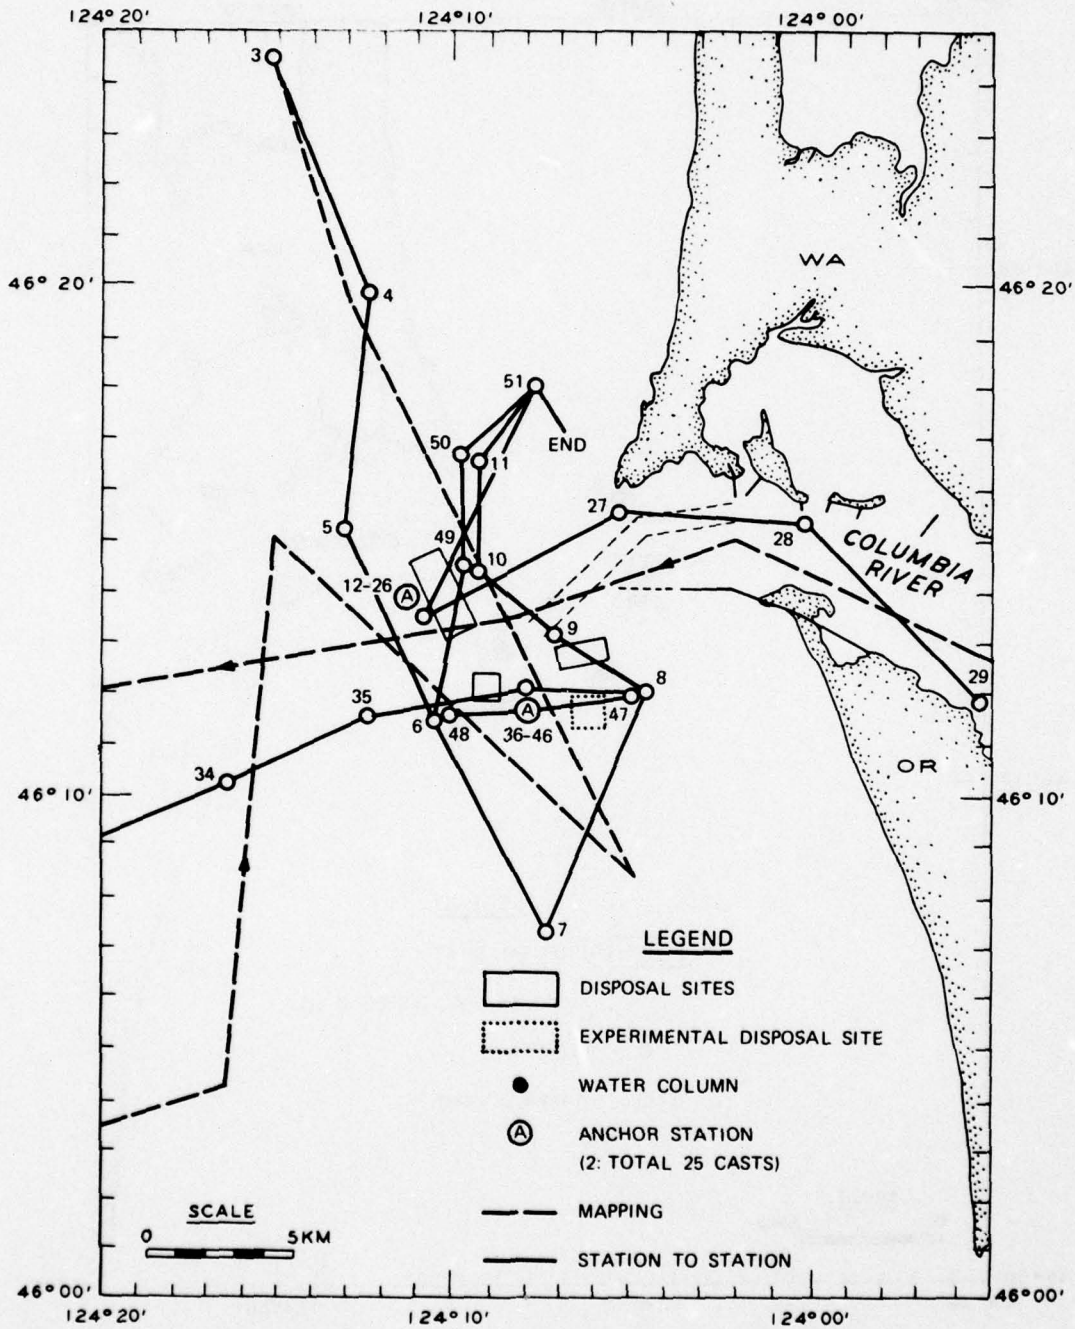 124°20' 124°10' 124°00'
3
WA
46°20' 4 46°20'
51
END
50 11
27
5 49 28
10
COLUMBIA
RIVER
12-26
A
9
8 29
35
6 48 A 47
36-46
34 OR
46°10' 46°10'
7
LEGEND
DISPOSAL SITES
EXPERIMENTAL DISPOSAL SITE
WATER COLUMN
A ANCHOR STATION
(2: TOTAL 25 CASTS)
MAPPING
STATION TO STATION
SCALE
0 5KM
46°00' 46°00'
124°20' 124°10' 124°00'